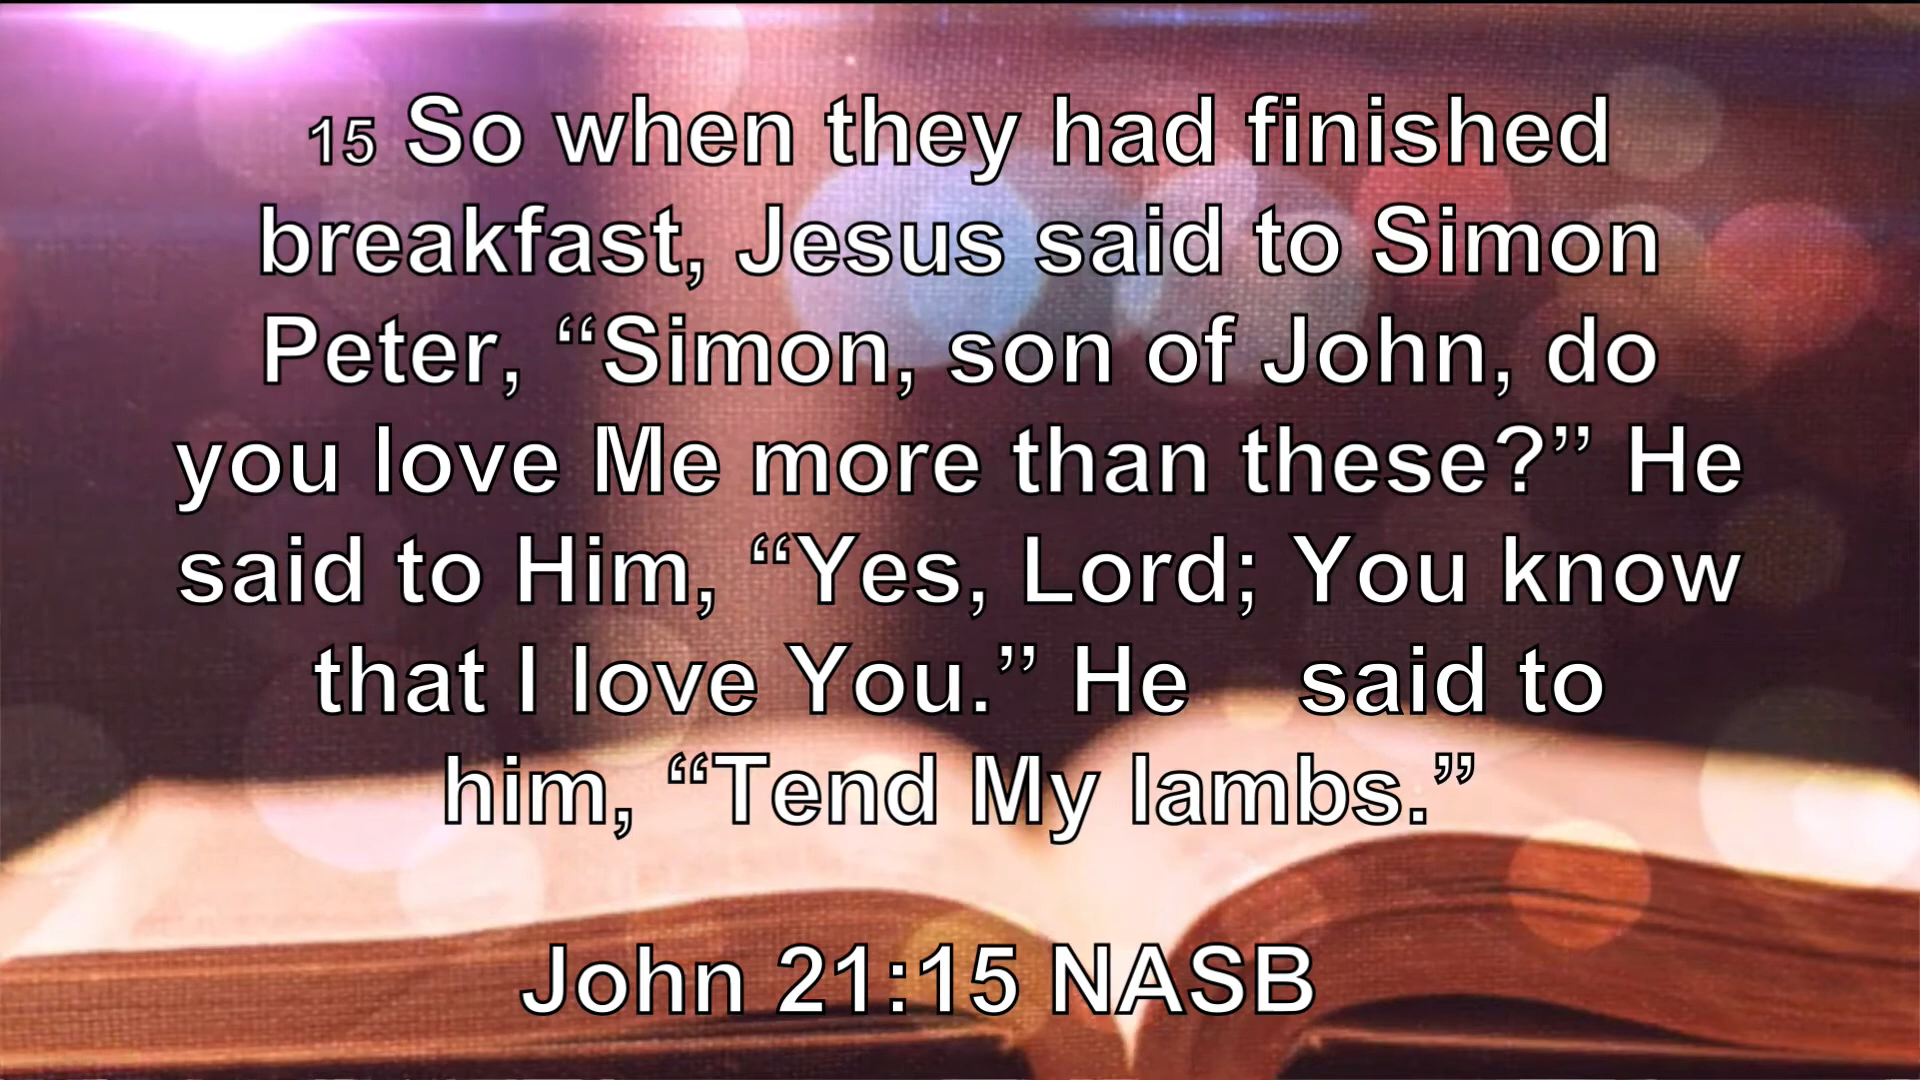 15 So when they had finished
breakfast, Jesus said to Simon
Peter, “Simon, son of John, do
you love Me more than these?” He
said to Him, “Yes, Lord; You know
that I love You.” He said to
him, “Tend My lambs.”
John 21:15 NASB